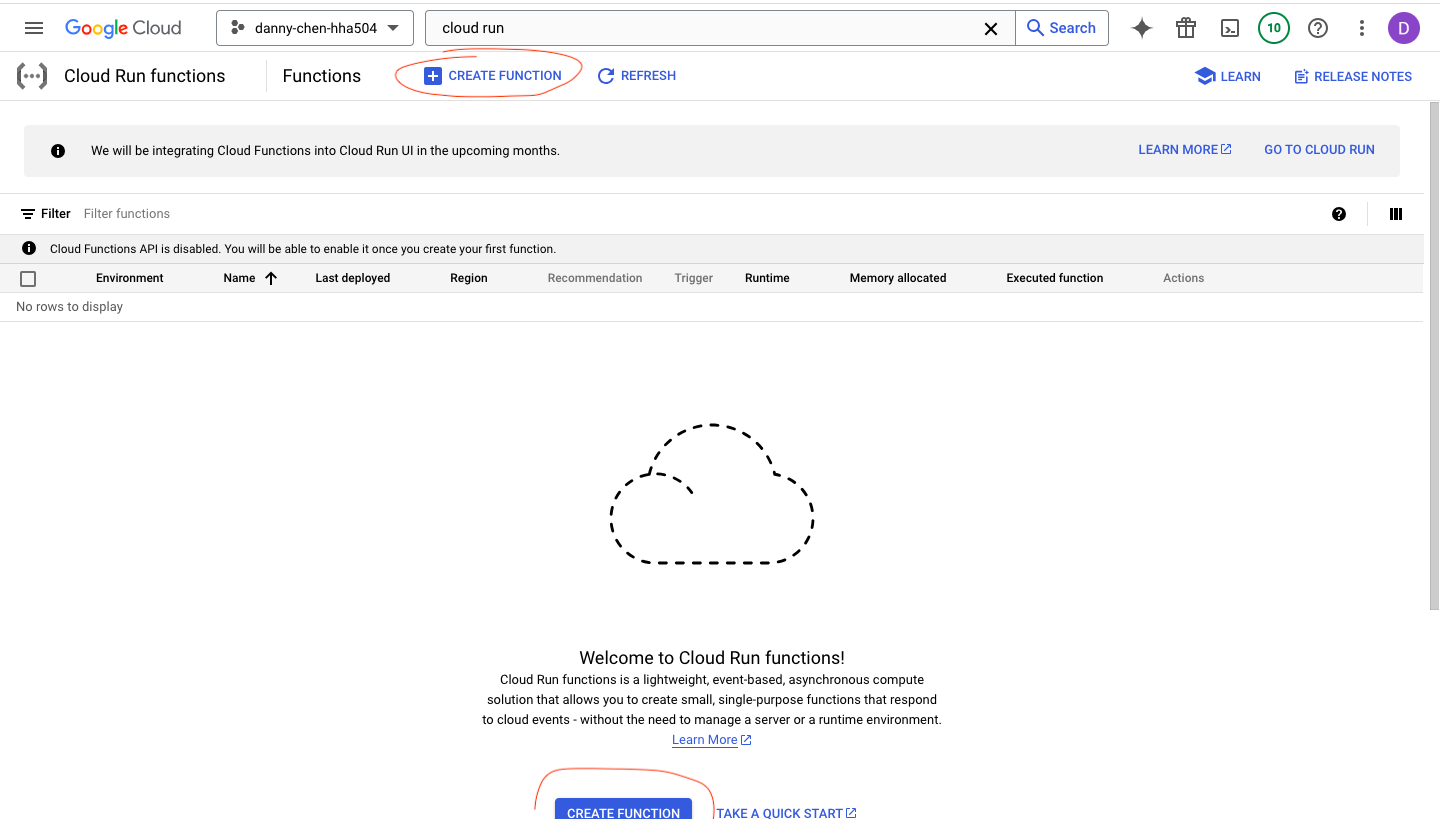 Google Cloud danny-chen-hha504 cloud run Search 10 D
Cloud Run functions Functions CREATE FUNCTION REFRESH LEARN RELEASE NOTES
We will be integrating Cloud Functions into Cloud Run UI in the upcoming months. LEARN MORE GO TO CLOUD RUN
Filter Filter functions
Cloud Functions API is disabled. You will be able to enable it once you create your first function.
Environment Name Last deployed Region Recommendation Trigger Runtime Memory allocated Executed function Actions
No rows to display
Welcome to Cloud Run functions!
Cloud Run functions is a lightweight, event-based, asynchronous compute
solution that allows you to create small, single-purpose functions that respond
to cloud events - without the need to manage a server or a runtime environment.
Learn More
CREATE FUNCTION TAKE A QUICK START